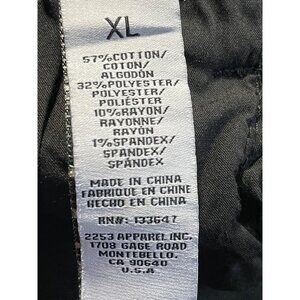 XL
57%COTTON/
COTON/
ALGODÓN
32%POLYESTER/
POLYESTER/
POLIÉSTER
10%RAYON/
RAYONNE/
RAYÓN
1%SPANDEX/
SPANDEX/
SPÁNDEX
MADE IN CHINA
FABRIQUE EN CHINE
HECHO EN CHINA
RN#: 133647
2253 APPAREL INC.
1708 GAGE ROAD
MONTEBELLO.
CA 90640
U.S.A